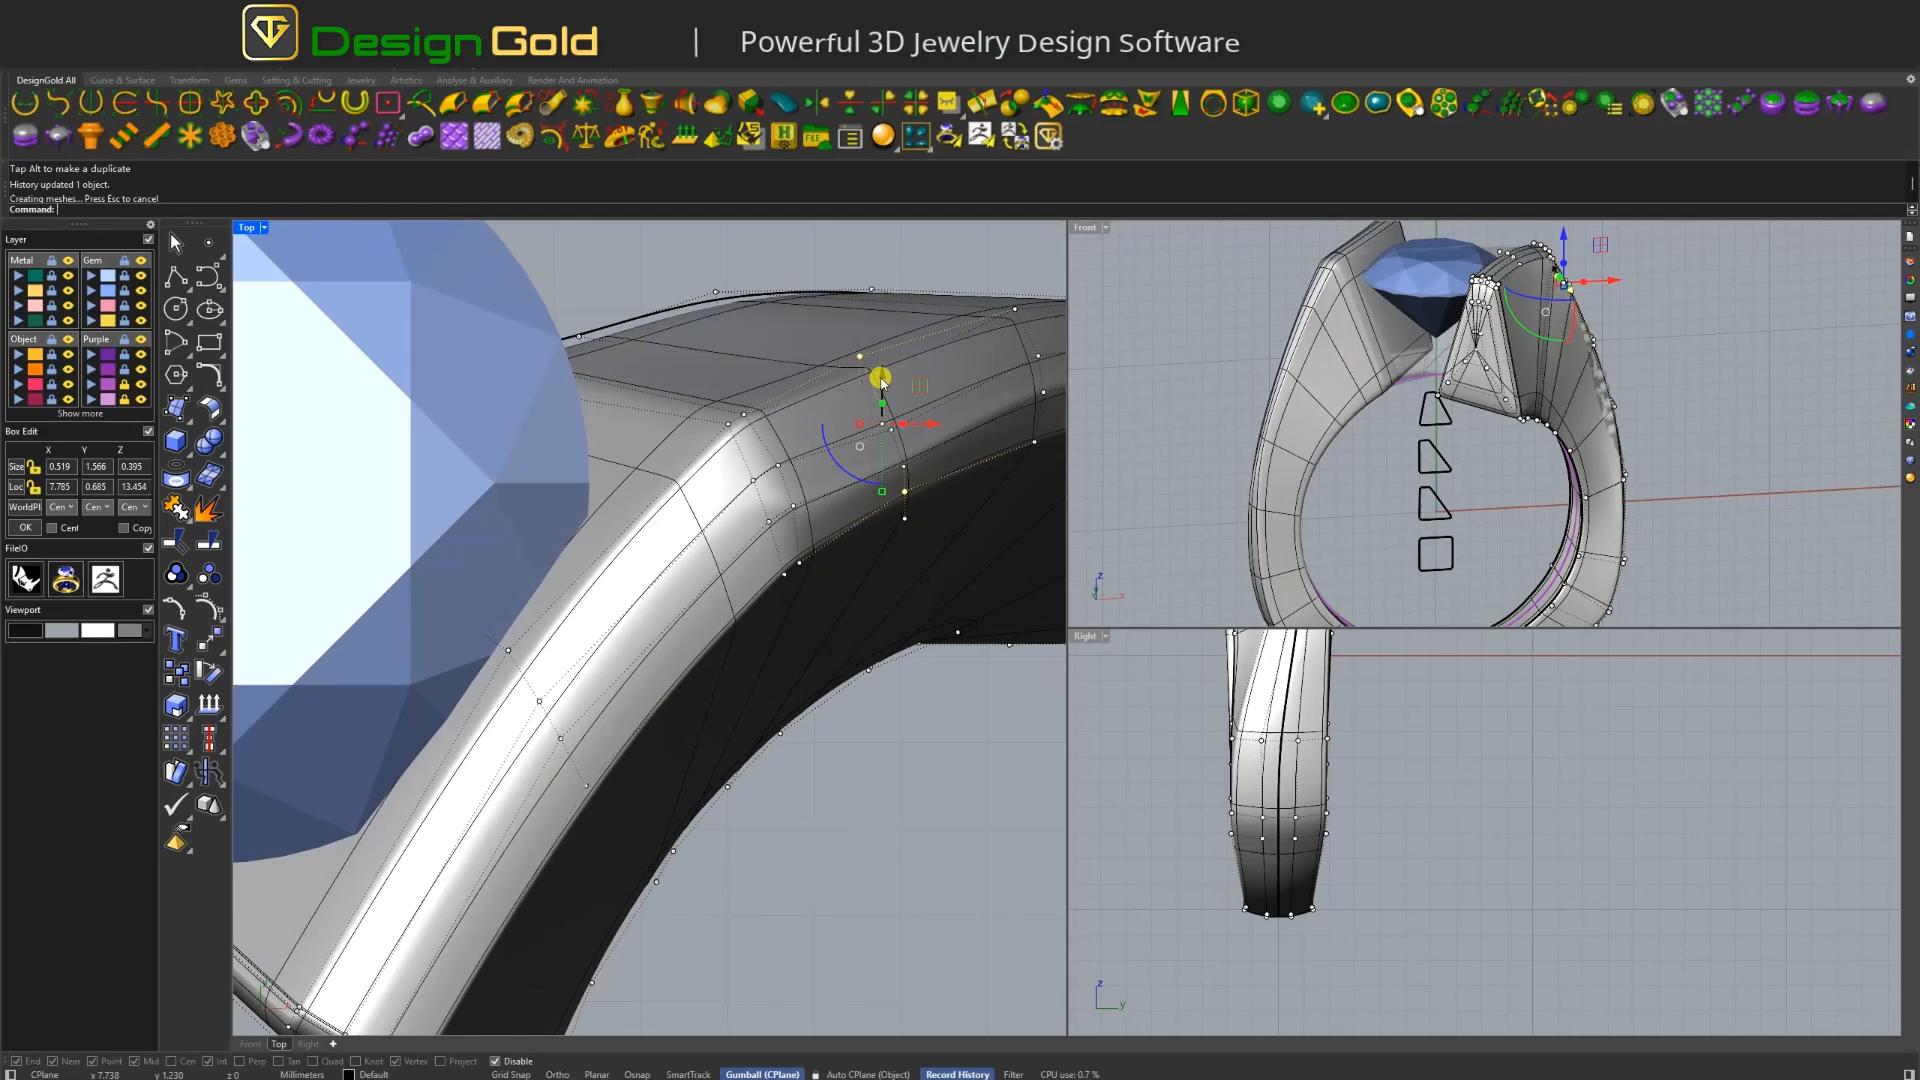 Design Gold | Powerful 3D Jewelry Design Software
DesignGold All Curve & Surface Transform Gems Setting & Cutting Jewelry Artistics Analyse & Auxiliary Render And Animation
Tap Alt to make a duplicate
History updated 1 object.
Creating meshes... Press Esc to cancel
Command:
Layer
Metal Gem
Object Purple
Show more
Box Edit
X Y Z
Size 0.519 1.566 0.395
Loc 7.785 0.685 13.454
WorldPl Cen Cen Cen
OK Cent Copy
FileIO
Viewport
Top
Front
z
x
Right
z
y
Front Top Right
End Near Point Mid Cen Int Perp Tan Quad Knot Vertex Project Disable
CPlane x 7.738 y 1.230 z 0 Millimeters Default Grid Snap Ortho Planar Osnap SmartTrack Gumball (CPlane) Auto CPlane (Object) Record History Filter CPU use: 0.7 %